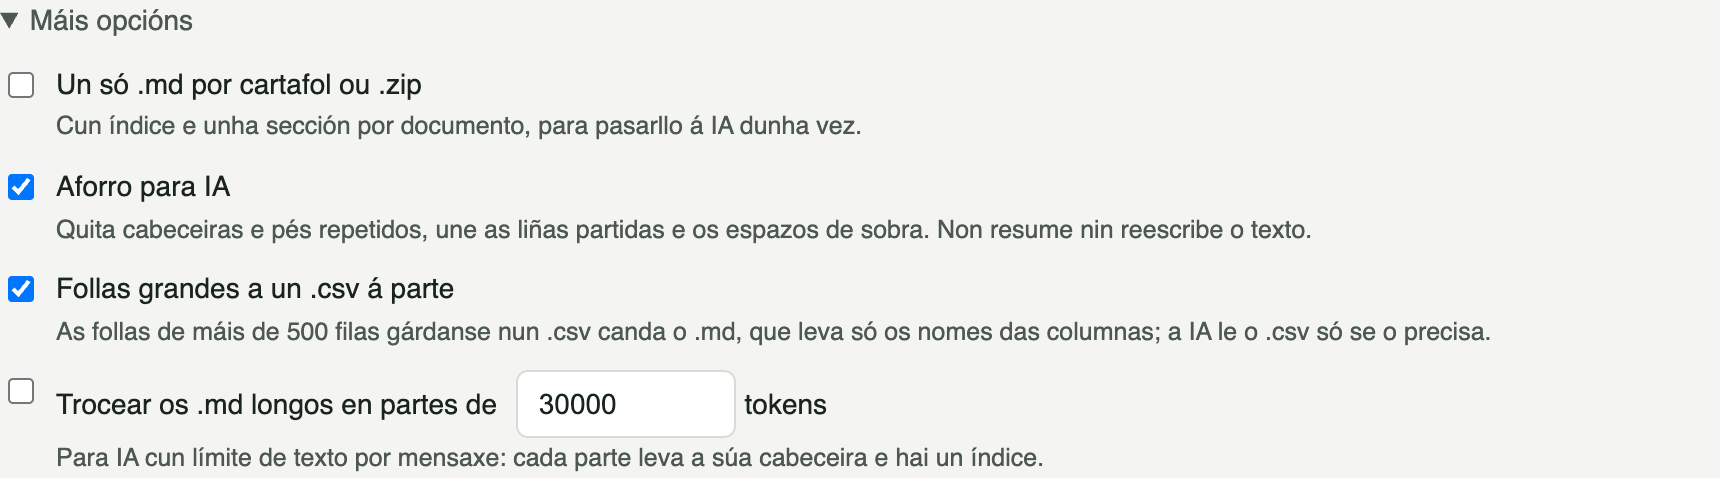 Máis opcións
Un só .md por cartafol ou .zip
Cun índice e unha sección por documento, para pasarllo á IA dunha vez.
Aforro para IA
Quita cabeceiras e pés repetidos, une as liñas partidas e os espazos de sobra. Non resume nin reescribe o texto.
Follas grandes a un .csv á parte
As follas de máis de 500 filas gárdanse nun .csv canda o .md, que leva só os nomes das columnas; a IA le o .csv só se o precisa.
Trocear os .md longos en partes de 30000 tokens
Para IA cun límite de texto por mensaxe: cada parte leva a súa cabeceira e hai un índice.